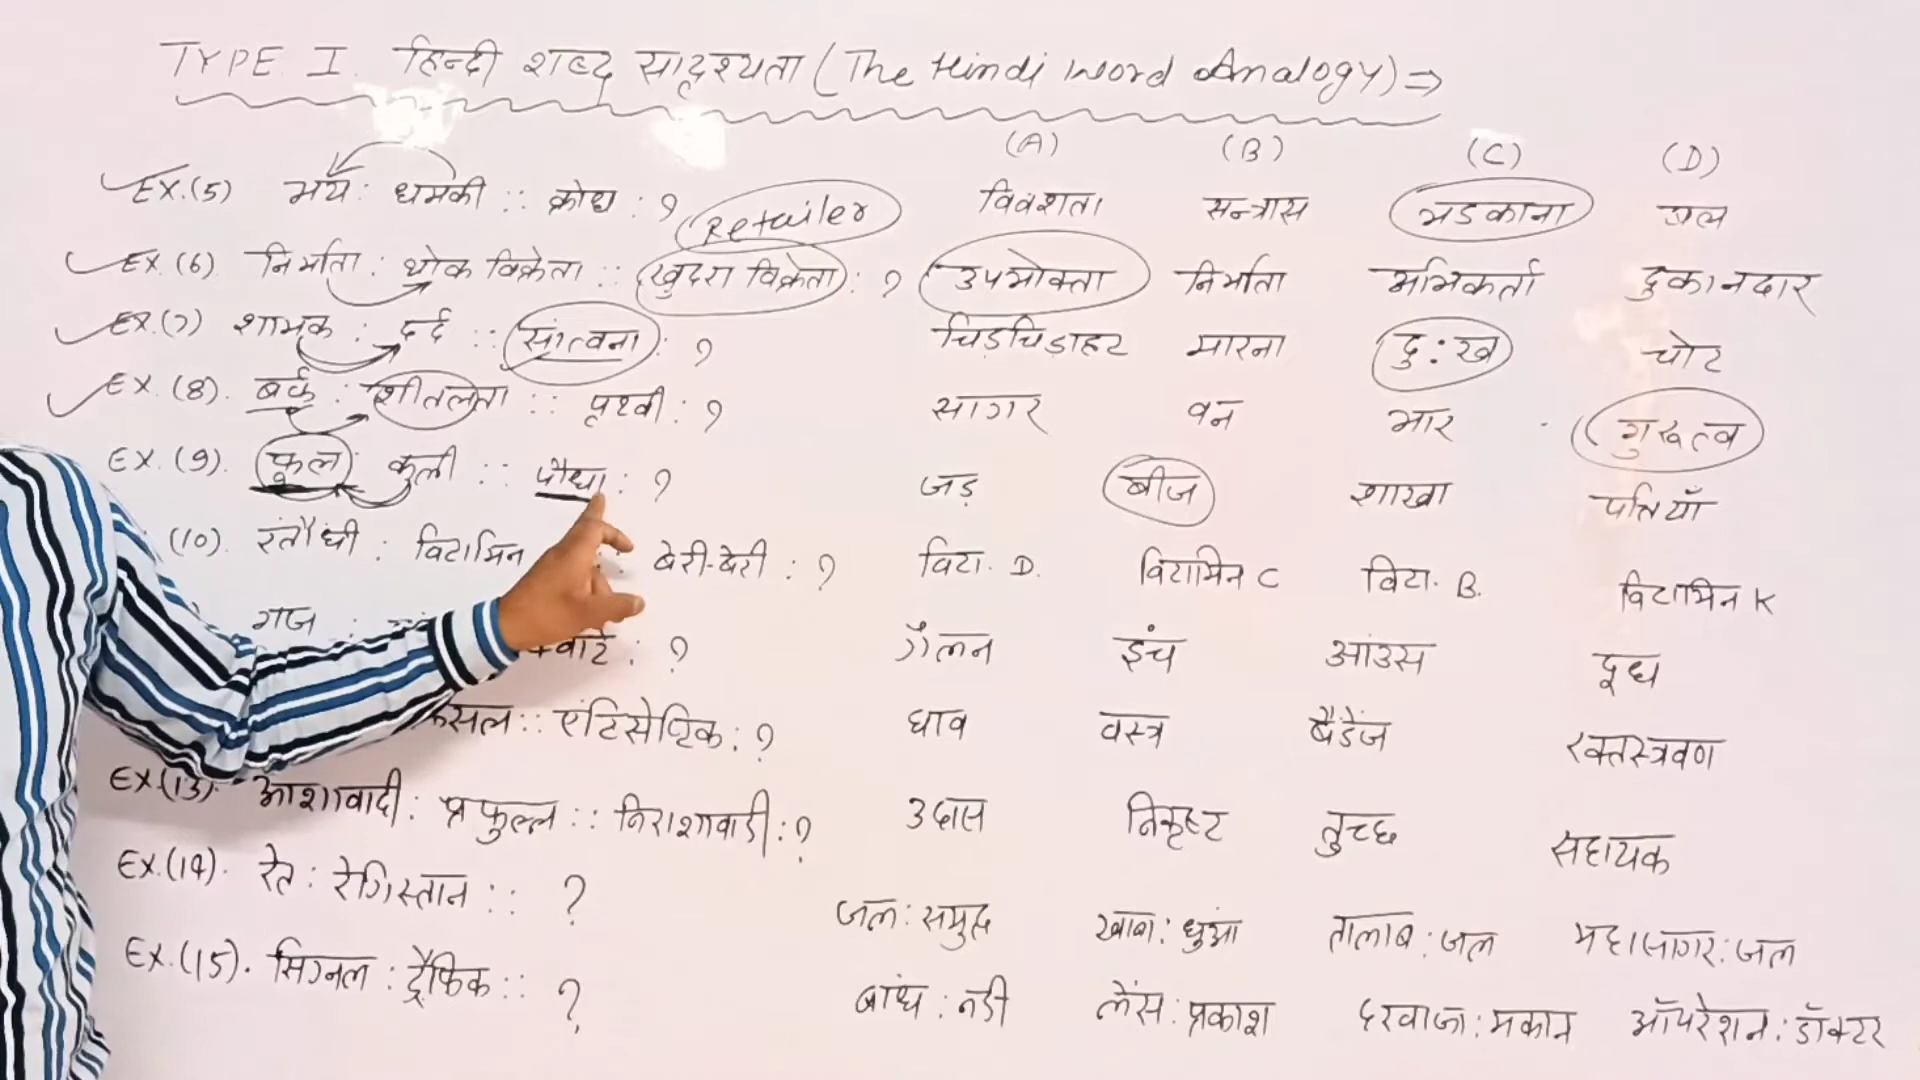 TYPE I. हिन्दी शब्द सादृश्यता (The Hindi Word Analogy) ⇒
(A) (B) (C) (D)
Ex.(5) भय : धमकी :: क्रोध : ? विवशता सन्त्रास भडकाना
Retailer
Ex.(6) निर्माता : थोक विक्रेता :: खुदरा विक्रेता : ? उपभोक्ता निर्माता अभिकर्ता दुकानदार
Ex.(7) शामक : दर्द :: सांत्वना : ? चिड़चिड़ाहट मारना दु:ख चोट
Ex.(8). बर्फ : शीतलता :: पृथ्वी : ? सागर वन भार गुरुत्व
Ex.(9). फूल : कली :: पौधा : ? जड़ बीज शाखा पत्तियाँ
(10). रतौंधी : विटामिन :: बेरी-बेरी : ? विटा. D. विटामिन C विटा. B. विटामिन K
गज : : ? गैलन इंच आंउस दूध
फसल :: एंटिसेप्टिक : ? घाव वस्त्र बैंडेज रक्तस्त्रवण
Ex.(13). आशावादी : प्रफुल्ल :: निराशावादी : ? उदास निकृष्ट तुच्छ सहायक
Ex.(14). रेत : रेगिस्तान :: ? जल : समुद्र : धुआं तालाब : जल महासागर : जल
Ex.(15). सिग्नल : ट्रैफिक :: ? बांध : नदी लेंस : प्रकाश दरवाजा : मकान ऑपरेशन : डॉक्टर